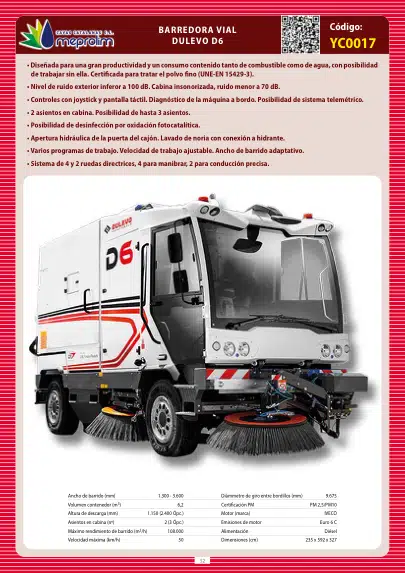 CUYÁS CATALANAS S.L.
meprolim
BARREDORA VIAL
DULEVO D6
Código:
YC0017
• Diseñada para una gran productividad y un consumo contenido tanto de combustible como de agua, con posibilidad
de trabajar sin ella. Certificada para tratar el polvo fino (UNE-EN 15429-3).
• Nivel de ruido exterior inferior a 100 dB. Cabina insonorizada, ruido menor a 70 dB.
• Controles con joystick y pantalla táctil. Diagnóstico de la máquina a bordo. Posibilidad de sistema telemétrico.
• 2 asientos en cabina. Posibilidad de hasta 3 asientos.
• Posibilidad de desinfección por oxidación fotocatalítica.
• Apertura hidráulica de la puerta del cajón. Lavado de noria con conexión a hidrante.
• Varios programas de trabajo. Velocidad de trabajo ajustable. Ancho de barrido adaptativo.
• Sistema de 4 y 2 ruedas directrices, 4 para manibrar, 2 para conducción precisa.
DULEVO
D6
Ancho de barrido (mm) 1.300 - 3.600
Volumen contenedor (m³) 6,2
Altura de descarga (mm) 1.150 (2.400 Opc.)
Asientos en cabina (nº) 2 (3 Opc.)
Máximo rendimiento de barrido (m²/h) 108.000
Velocidad máxima (km/h) 50
Diámmetro de giro entre bordillos (mm) 9.675
Certificación PM PM 2,5/PM10
Motor (marca) IVECO
Emisiones de motor Euro 6 C
Alimentación Diésel
Dimensiones (cm) 235 x 592 x 327
52